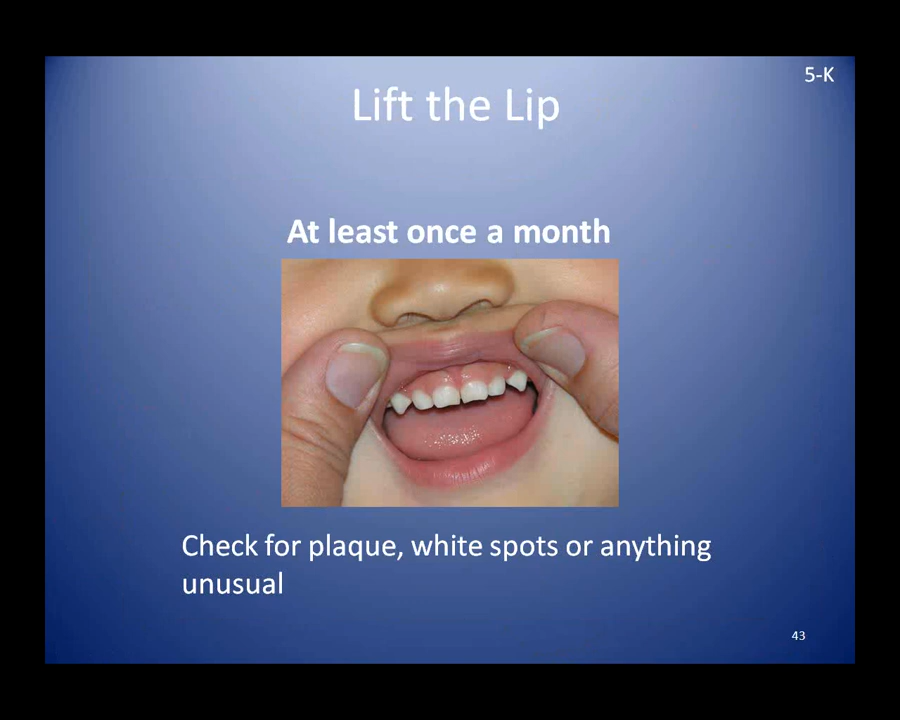 5-K
Lift the Lip
At least once a month
Check for plaque, white spots or anything
unusual
43